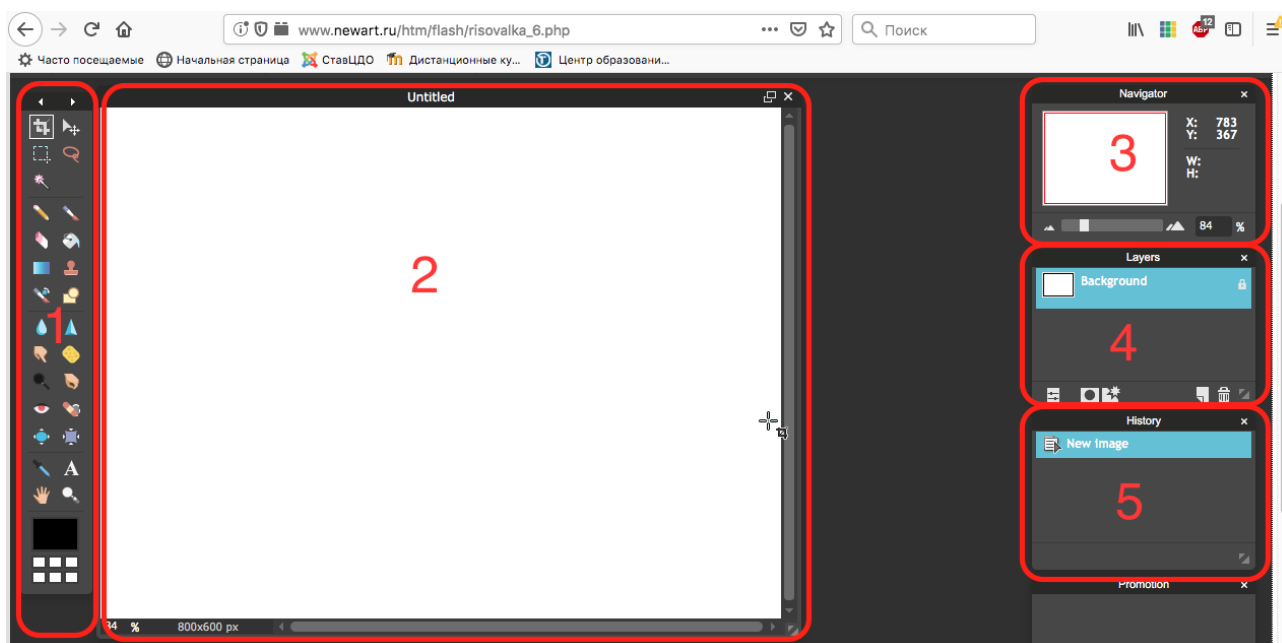 www.newart.ru/htm/flash/risovalka_6.php
Поиск
12
Часто посещаемые
Начальная страница
СтавЦДО
Дистанционные ку...
Центр образовани...
Untitled
1
2
84 %
800x600 px
Navigator
3
X: 783
Y: 367
W:
H:
84 %
Layers
Background
4
History
New image
5
Promotion
A